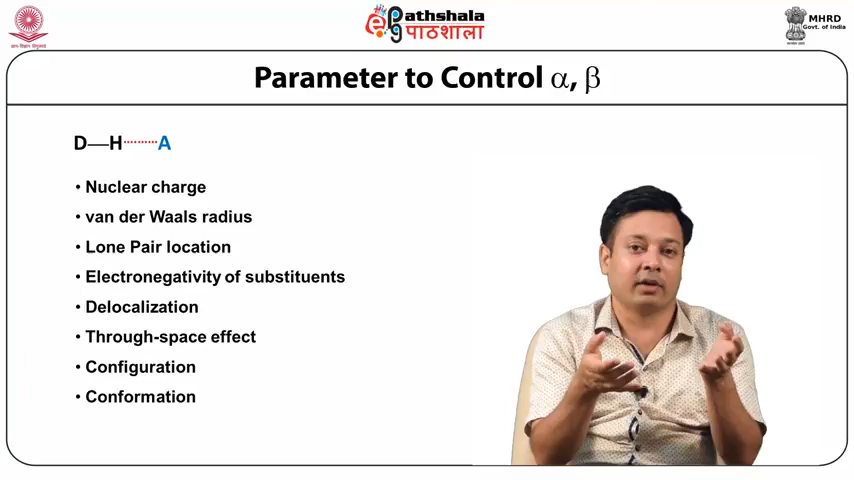 ePathshala
पाठशाला
MHRD
Govt. of India
Parameter to Control α, β
D—H·········A
• Nuclear charge
• van der Waals radius
• Lone Pair location
• Electronegativity of substituents
• Delocalization
• Through-space effect
• Configuration
• Conformation